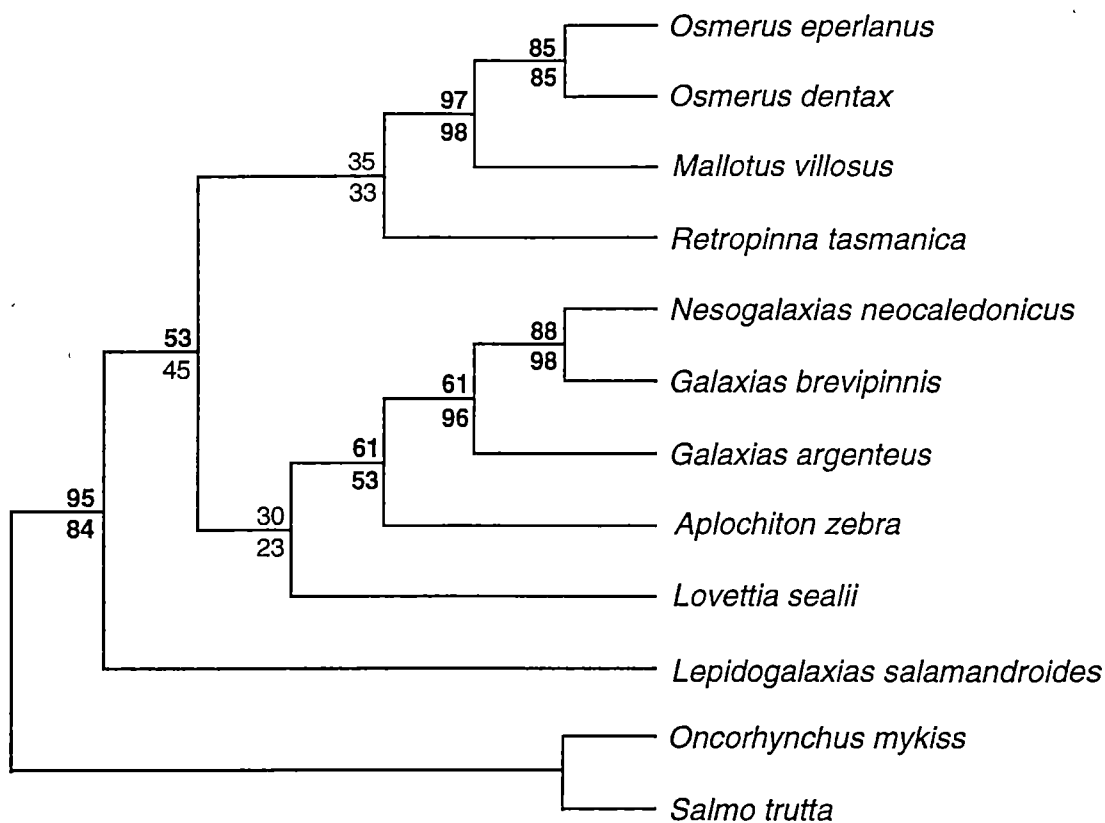 Osmerus eperlanus
85
85
Osmerus dentax
97
98
Mallotus villosus
35
33
Retropinna tasmanica
Nesogalaxias neocaledonicus
88
98
Galaxias brevipinnis
53
45
61
96
Galaxias argenteus
61
53
Aplochiton zebra
95
84
30
23
Lovettia sealii
Lepidogalaxias salamandroides
Oncorhynchus mykiss
Salmo trutta